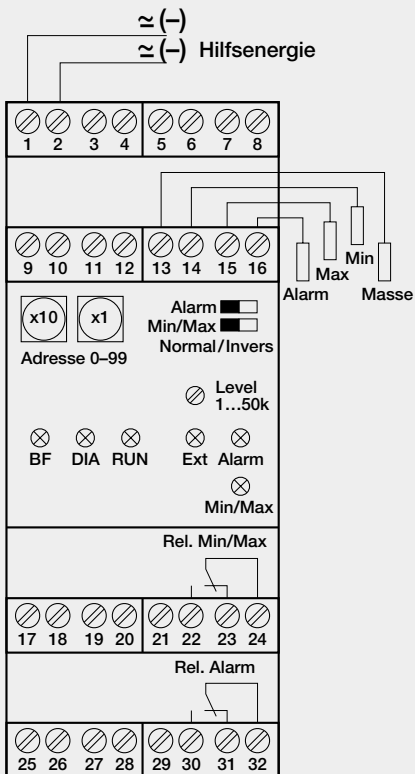 ≃ (–)
≃ (–) Hilfsenergie
1 2 3 4 5 6 7 8
9 10 11 12 13 14 15 16
Min
Max
Alarm Masse
x10 x1
Adresse 0–99
Alarm
Min/Max
Normal/Invers
Level
1...50k
BF DIA RUN Ext Alarm
Min/Max
Rel. Min/Max
17 18 19 20 21 22 23 24
Rel. Alarm
25 26 27 28 29 30 31 32